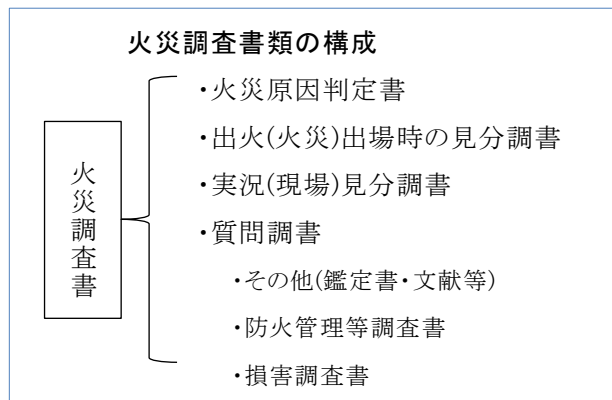 火災調査書類の構成
・火災原因判定書
・出火(火災)出場時の見分調書
・実況(現場)見分調書
・質問調書
・その他(鑑定書・文献等)
・防火管理等調査書
・損害調査書
火災調査書